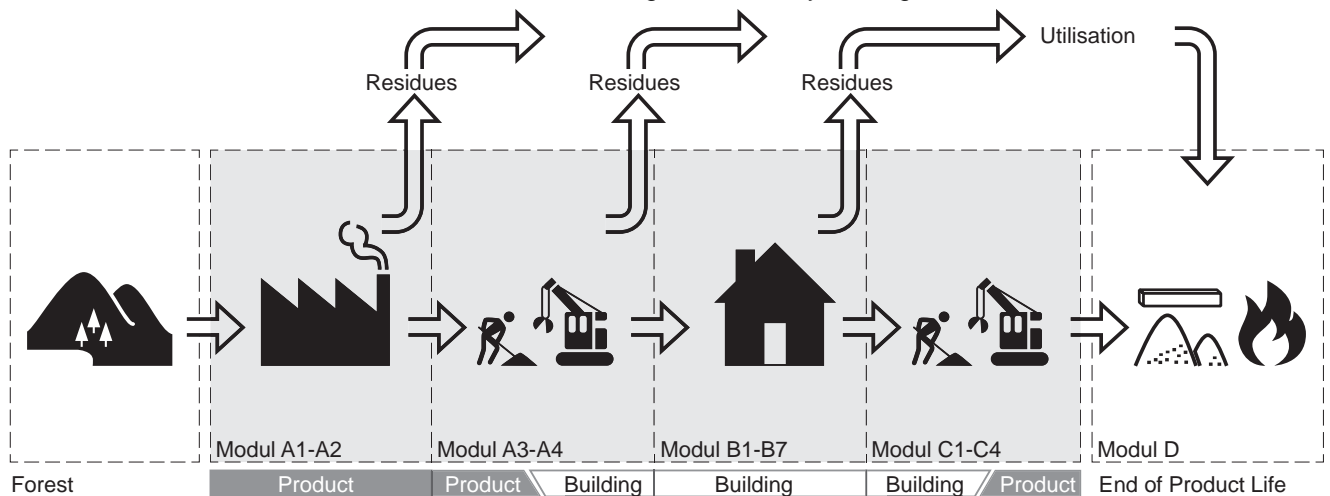 Utilisation
Residues Residues Residues
Modul A1-A2 Modul A3-A4 Modul B1-B7 Modul C1-C4 Modul D
Forest Product Product Building Building Building Product End of Product Life